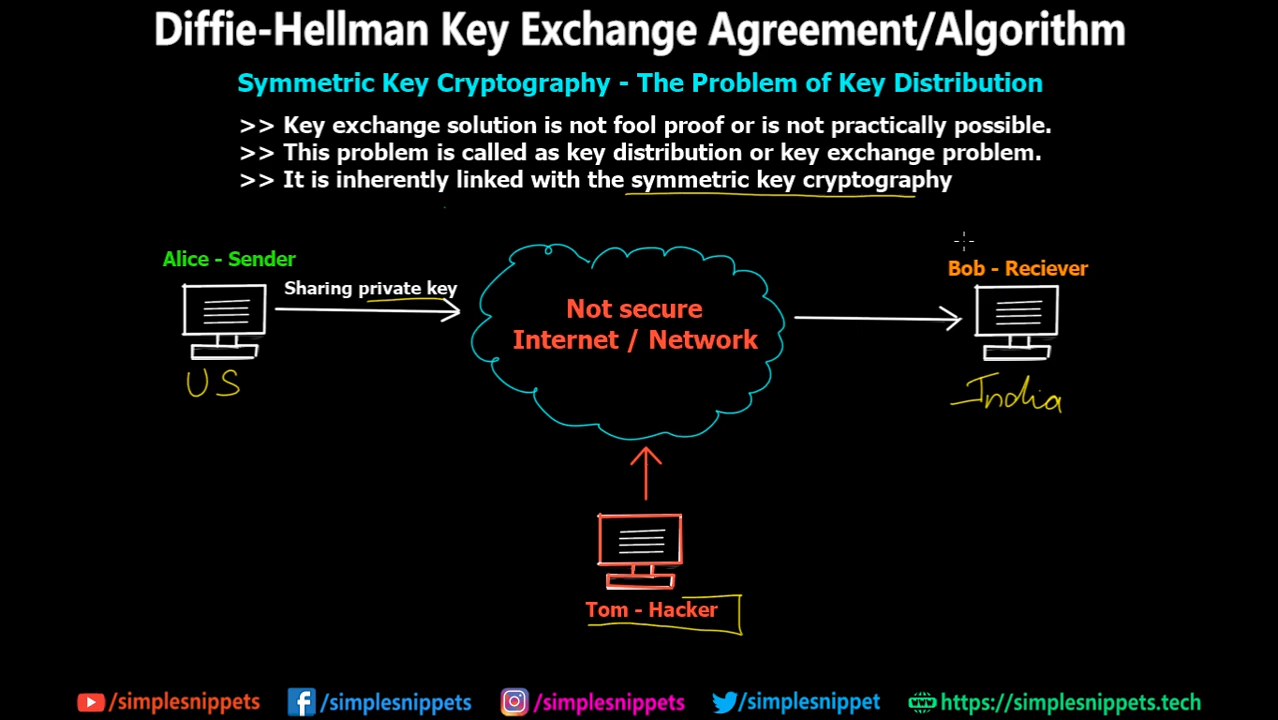 Diffie-Hellman Key Exchange Agreement/Algorithm
Symmetric Key Cryptography - The Problem of Key Distribution
>> Key exchange solution is not fool proof or is not practically possible.
>> This problem is called as key distribution or key exchange problem.
>> It is inherently linked with the symmetric key cryptography
Alice - Sender
Bob - Reciever
Sharing private key
Not secure
Internet / Network
US
India
Tom - Hacker
/simplesnippets
/simplesnippets
/simplesnippets
/simplesnippets
https://simplesnippets.tech